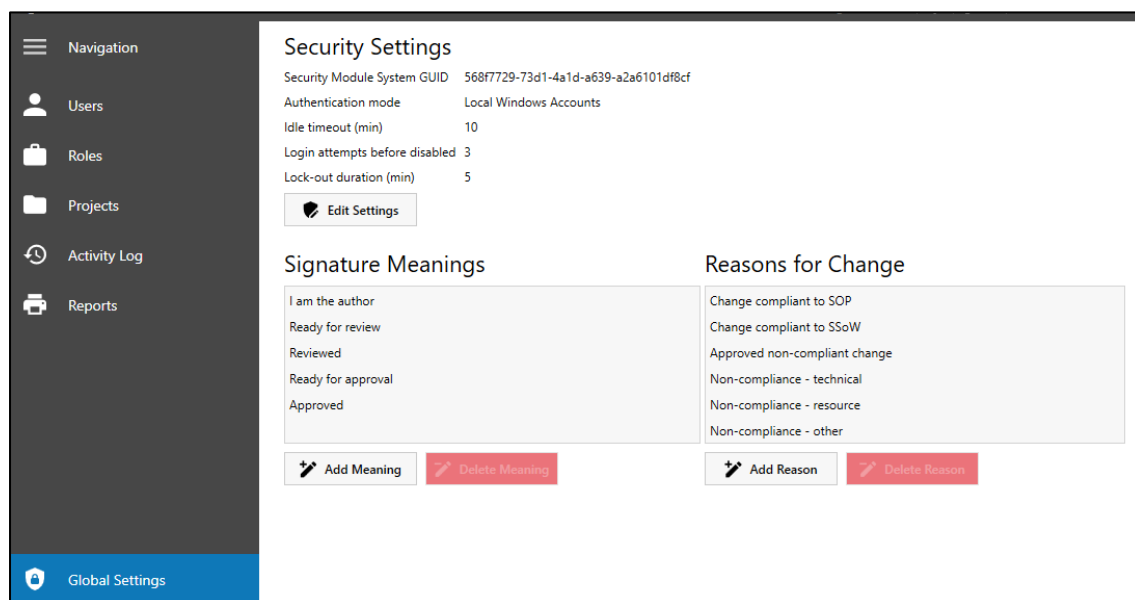 Navigation
Users
Roles
Projects
Activity Log
Reports
Global Settings
Security Settings
Security Module System GUID 568f7729-73d1-4a1d-a639-a2a6101df8cf
Authentication mode Local Windows Accounts
Idle timeout (min) 10
Login attempts before disabled 3
Lock-out duration (min) 5
Edit Settings
Signature Meanings
I am the author
Ready for review
Reviewed
Ready for approval
Approved
Add Meaning
Delete Meaning
Reasons for Change
Change compliant to SOP
Change compliant to SSoW
Approved non-compliant change
Non-compliance - technical
Non-compliance - resource
Non-compliance - other
Add Reason
Delete Reason